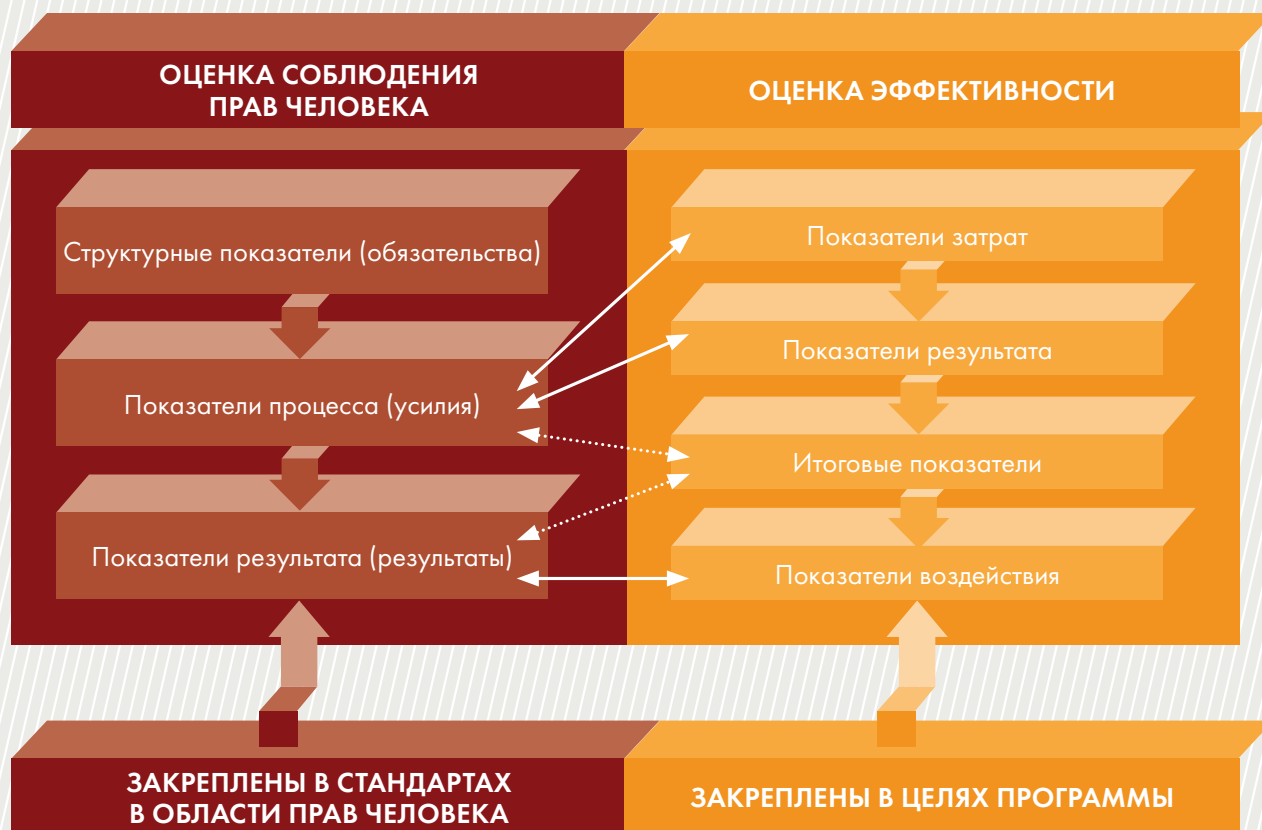 ОЦЕНКА СОБЛЮДЕНИЯ
ПРАВ ЧЕЛОВЕКА
ОЦЕНКА ЭФФЕКТИВНОСТИ
Структурные показатели (обязательства)
Показатели процесса (усилия)
Показатели результата (результаты)
Показатели затрат
Показатели результата
Итоговые показатели
Показатели воздействия
ЗАКРЕПЛЕНЫ В СТАНДАРТАХ
В ОБЛАСТИ ПРАВ ЧЕЛОВЕКА
ЗАКРЕПЛЕНЫ В ЦЕЛЯХ ПРОГРАММЫ